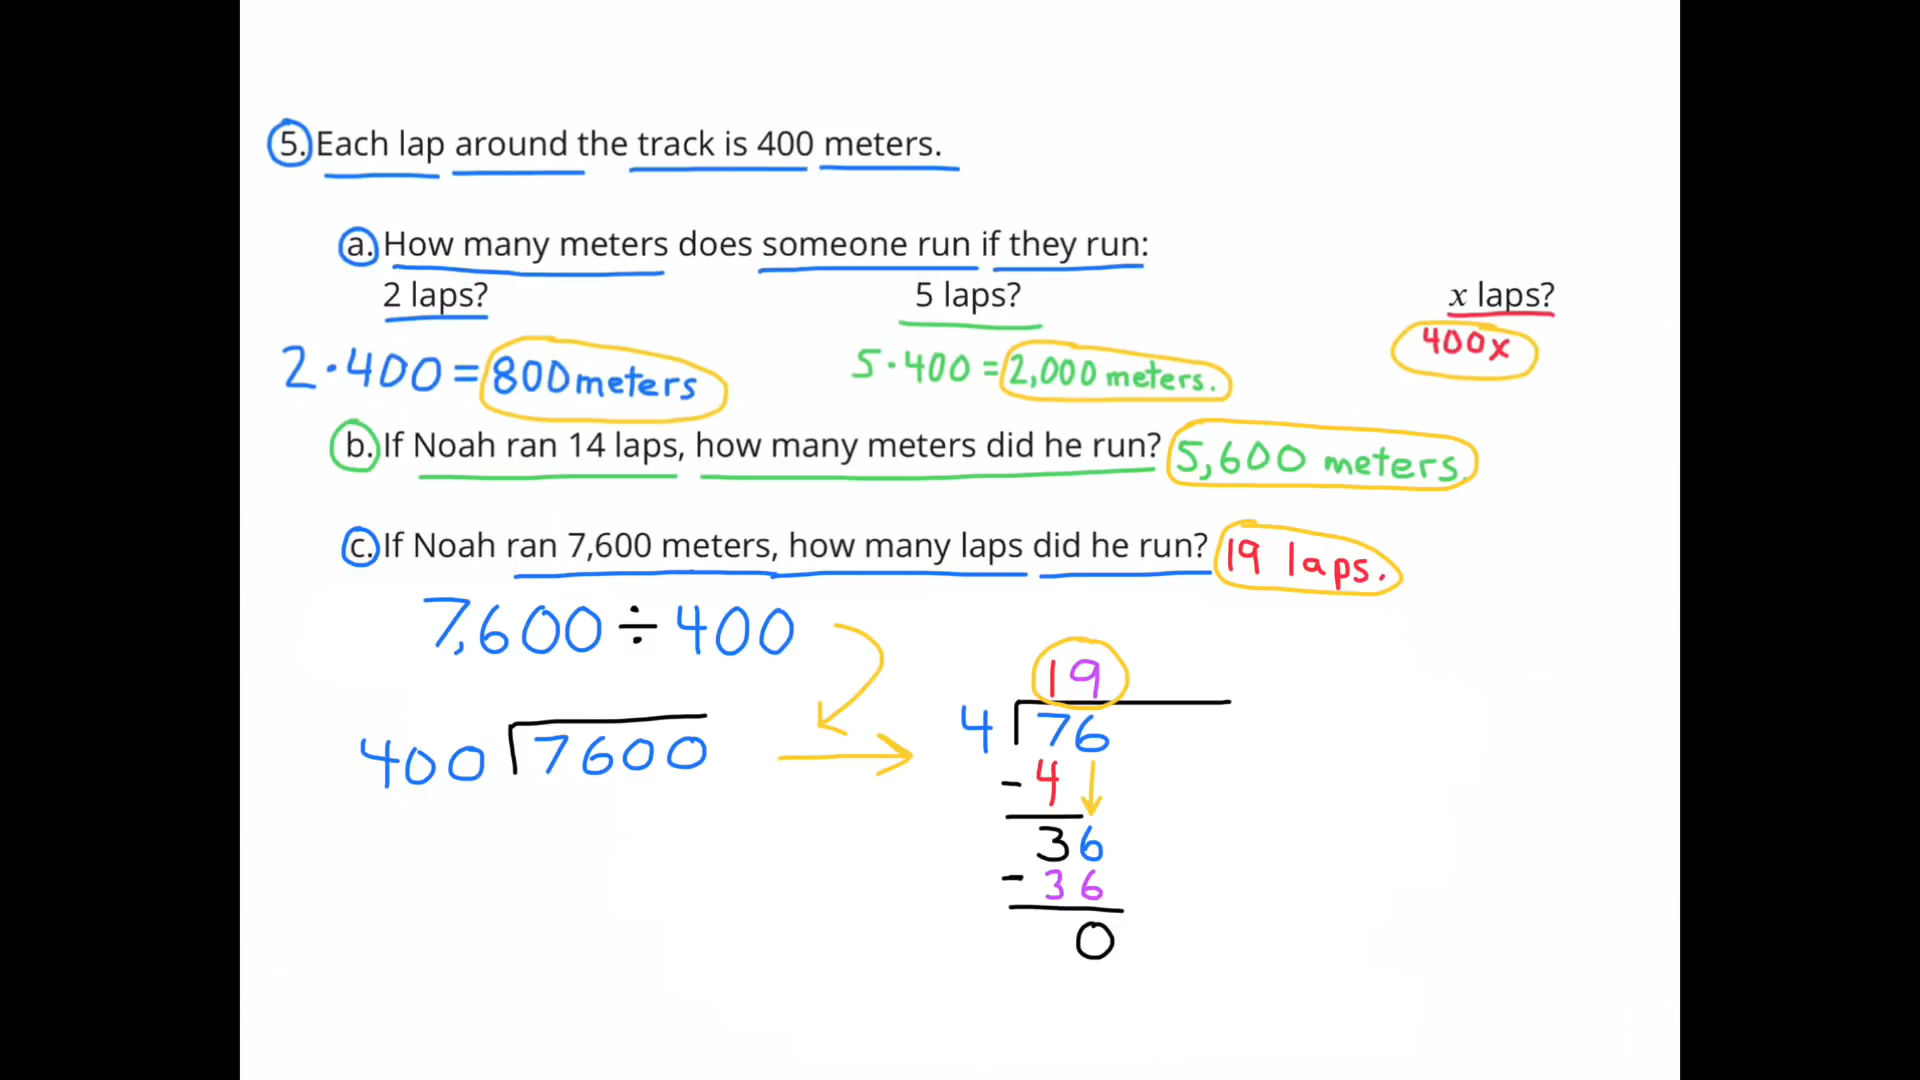 5. Each lap around the track is 400 meters.
a. How many meters does someone run if they run:
2 laps? 5 laps? x laps?
2 · 400 = 800 meters 5 · 400 = 2,000 meters. 400x
b. If Noah ran 14 laps, how many meters did he run? 5,600 meters.
c. If Noah ran 7,600 meters, how many laps did he run? 19 laps.
7,600 ÷ 400
19
400 7600 4 76
- 4
36
- 36
0